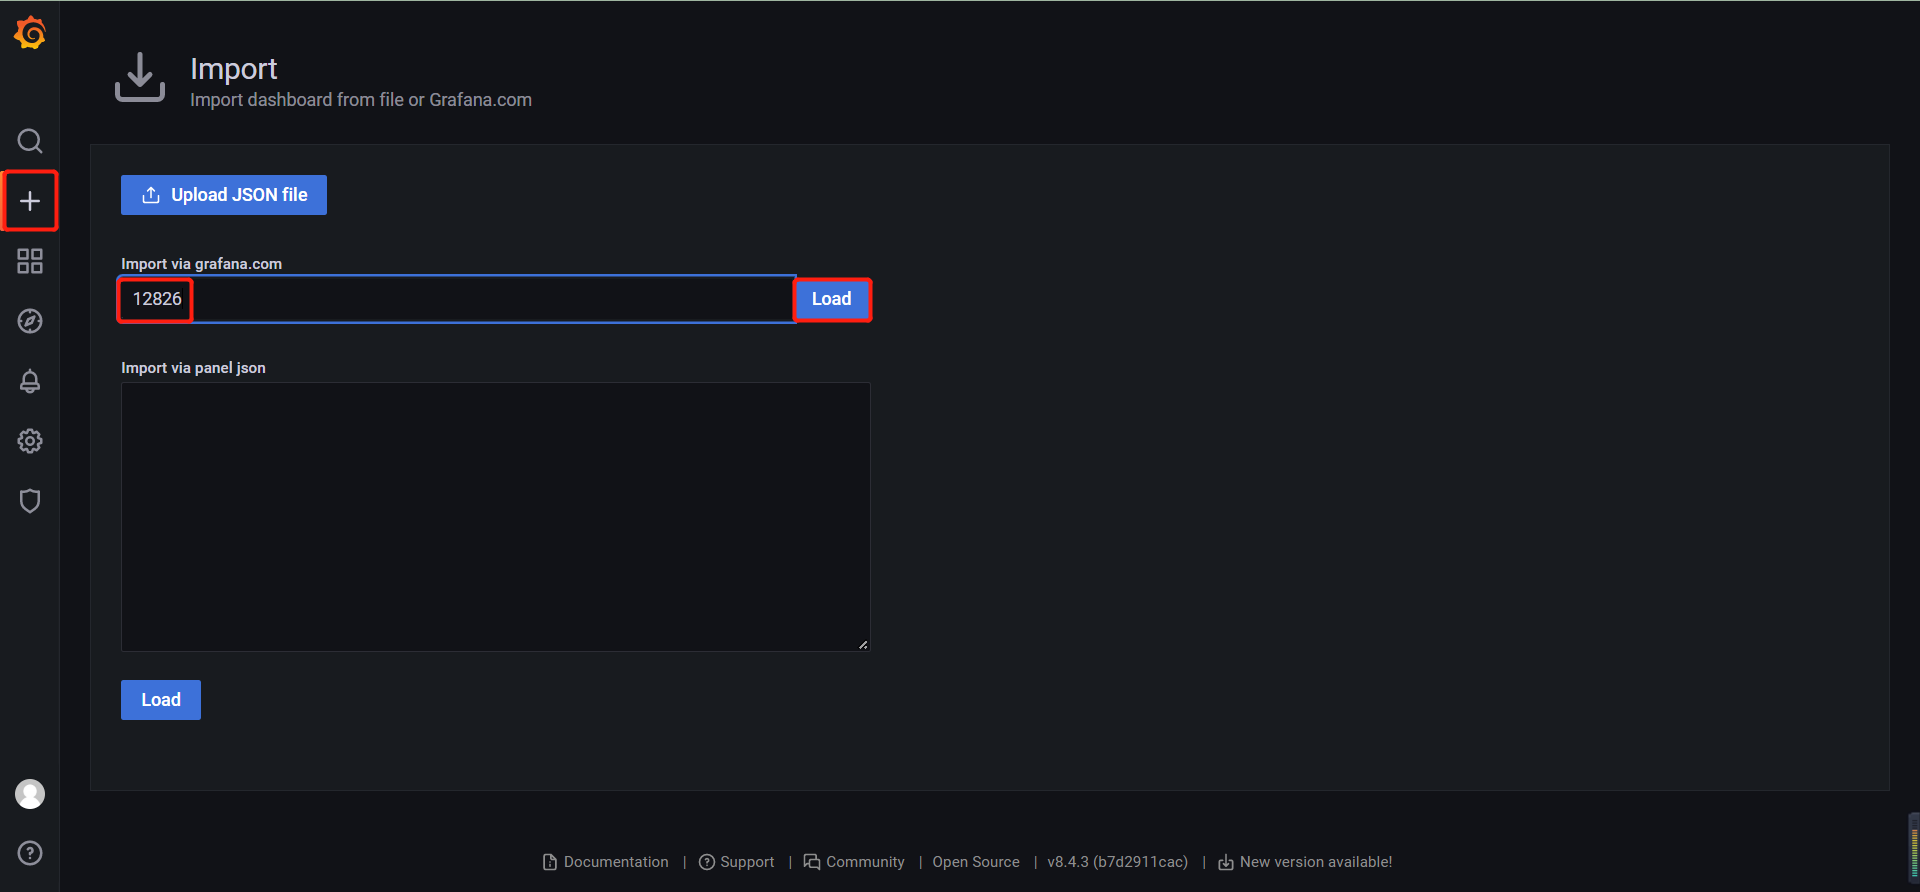 Import
Import dashboard from file or Grafana.com
Upload JSON file
Import via grafana.com
12826
Load
Import via panel json
Load
Documentation | Support | Community | Open Source | v8.4.3 (b7d2911cac) | New version available!